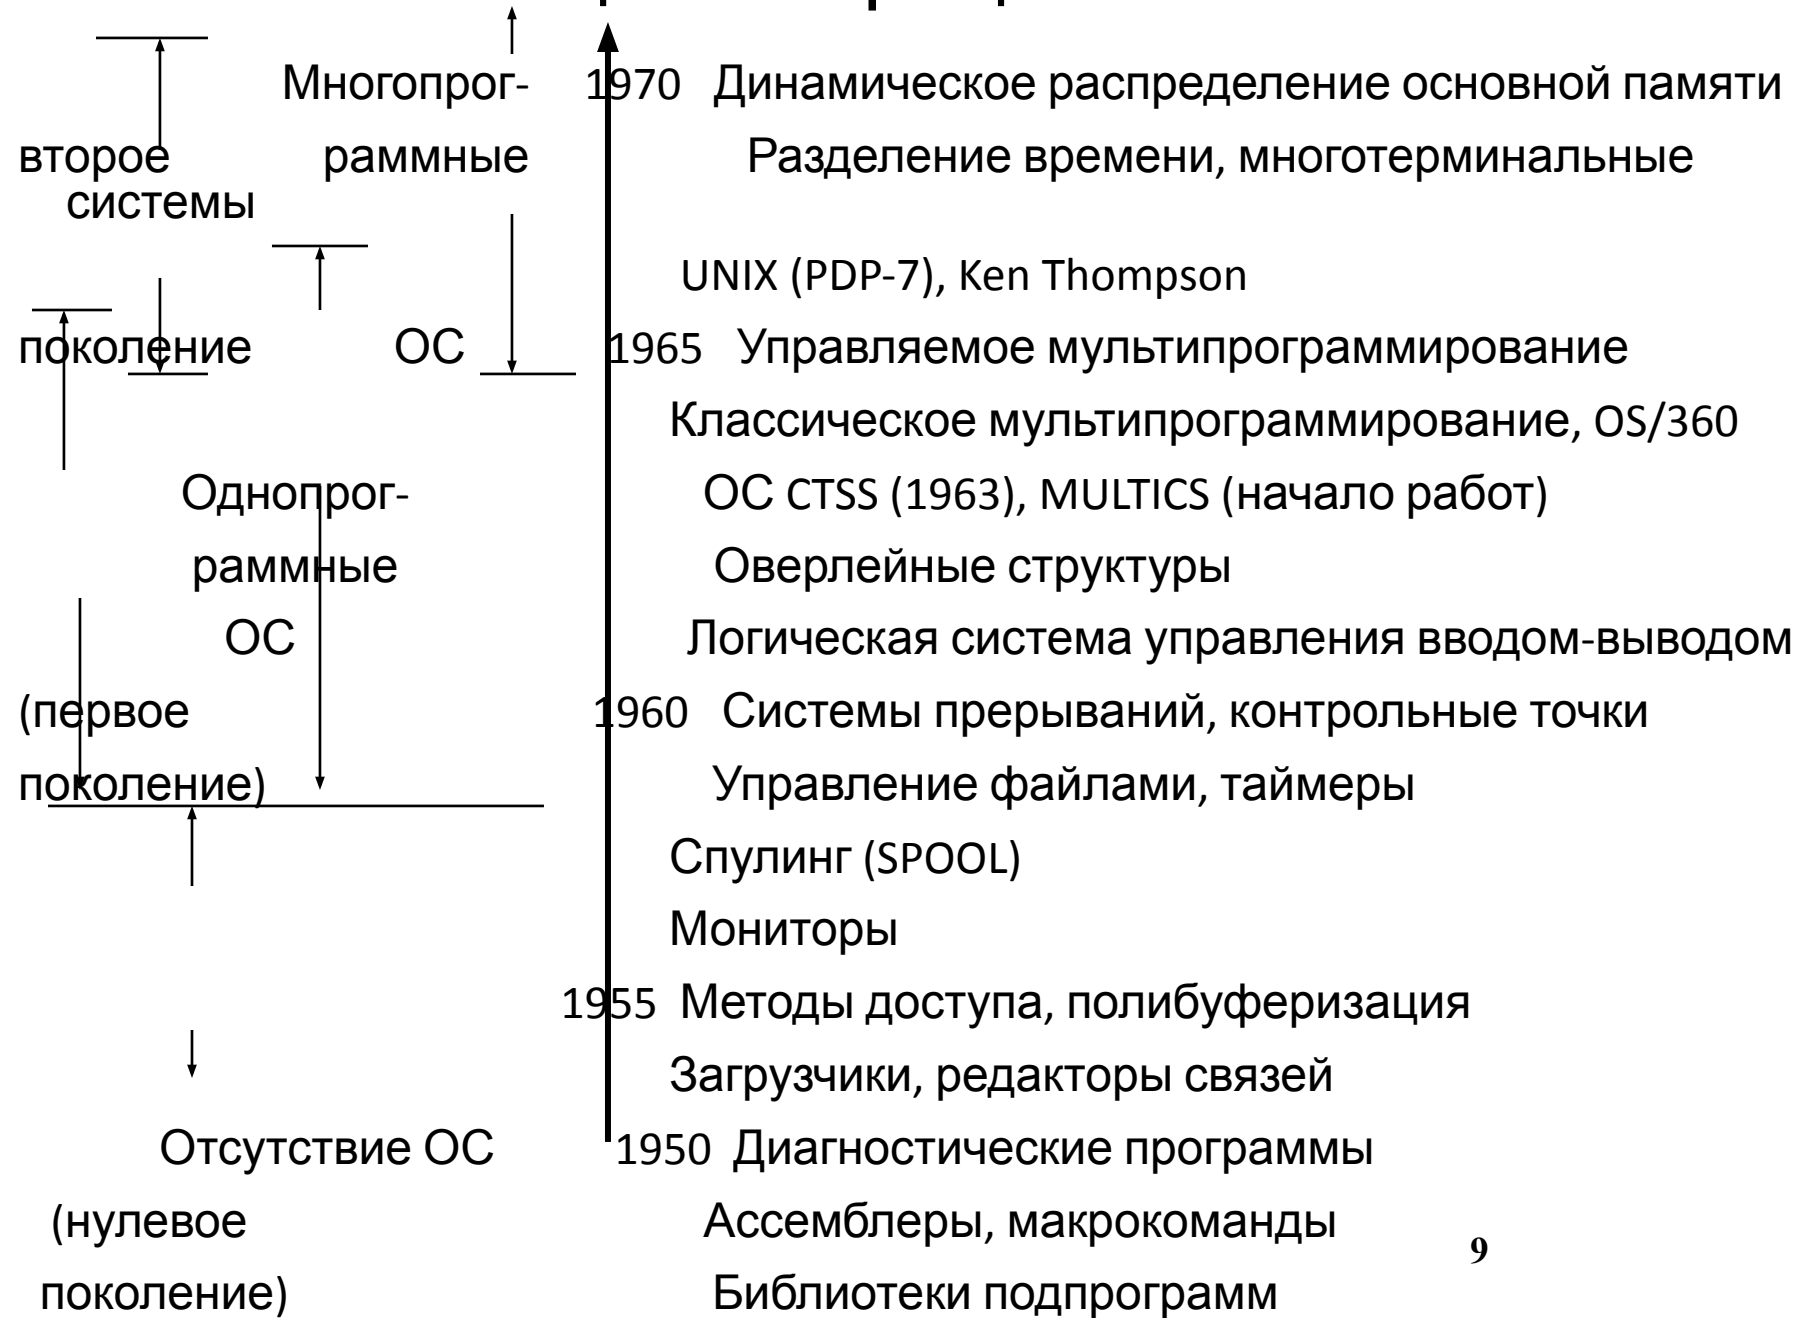 Многопрог- 1970 Динамическое распределение основной памяти
второе раммные Разделение времени, многотерминальные
системы
UNIX (PDP-7), Ken Thompson
поколение ОС 1965 Управляемое мультипрограммирование
Классическое мультипрограммирование, OS/360
Однопрог- ОС CTSS (1963), MULTICS (начало работ)
раммные Оверлейные структуры
ОС Логическая система управления вводом-выводом
(первое 1960 Системы прерываний, контрольные точки
поколение) Управление файлами, таймеры
Спулинг (SPOOL)
Мониторы
1955 Методы доступа, полибуферизация
Загрузчики, редакторы связей
Отсутствие ОС 1950 Диагностические программы
(нулевое Ассемблеры, макрокоманды
9
поколение) Библиотеки подпрограмм